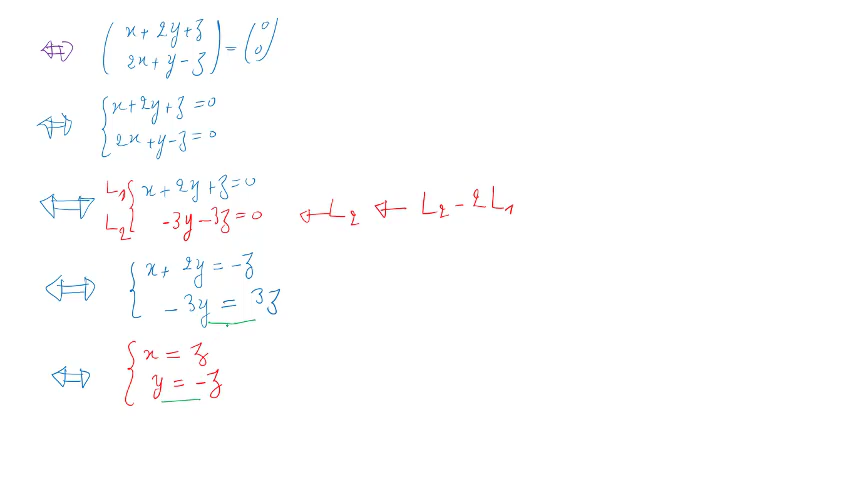 ⇔ ( x + 2y + z ) = ( 0 )
( 2x + y - z ) ( 0 )
⇔ { x + 2y + z = 0
2x + y - z = 0
⇔ L1 { x + 2y + z = 0
L2 -3y - 3z = 0 ← L2 ← L2 - 2L1
⇔ { x + 2y = -z
-3y = 3z
⇔ { x = z
y = -z